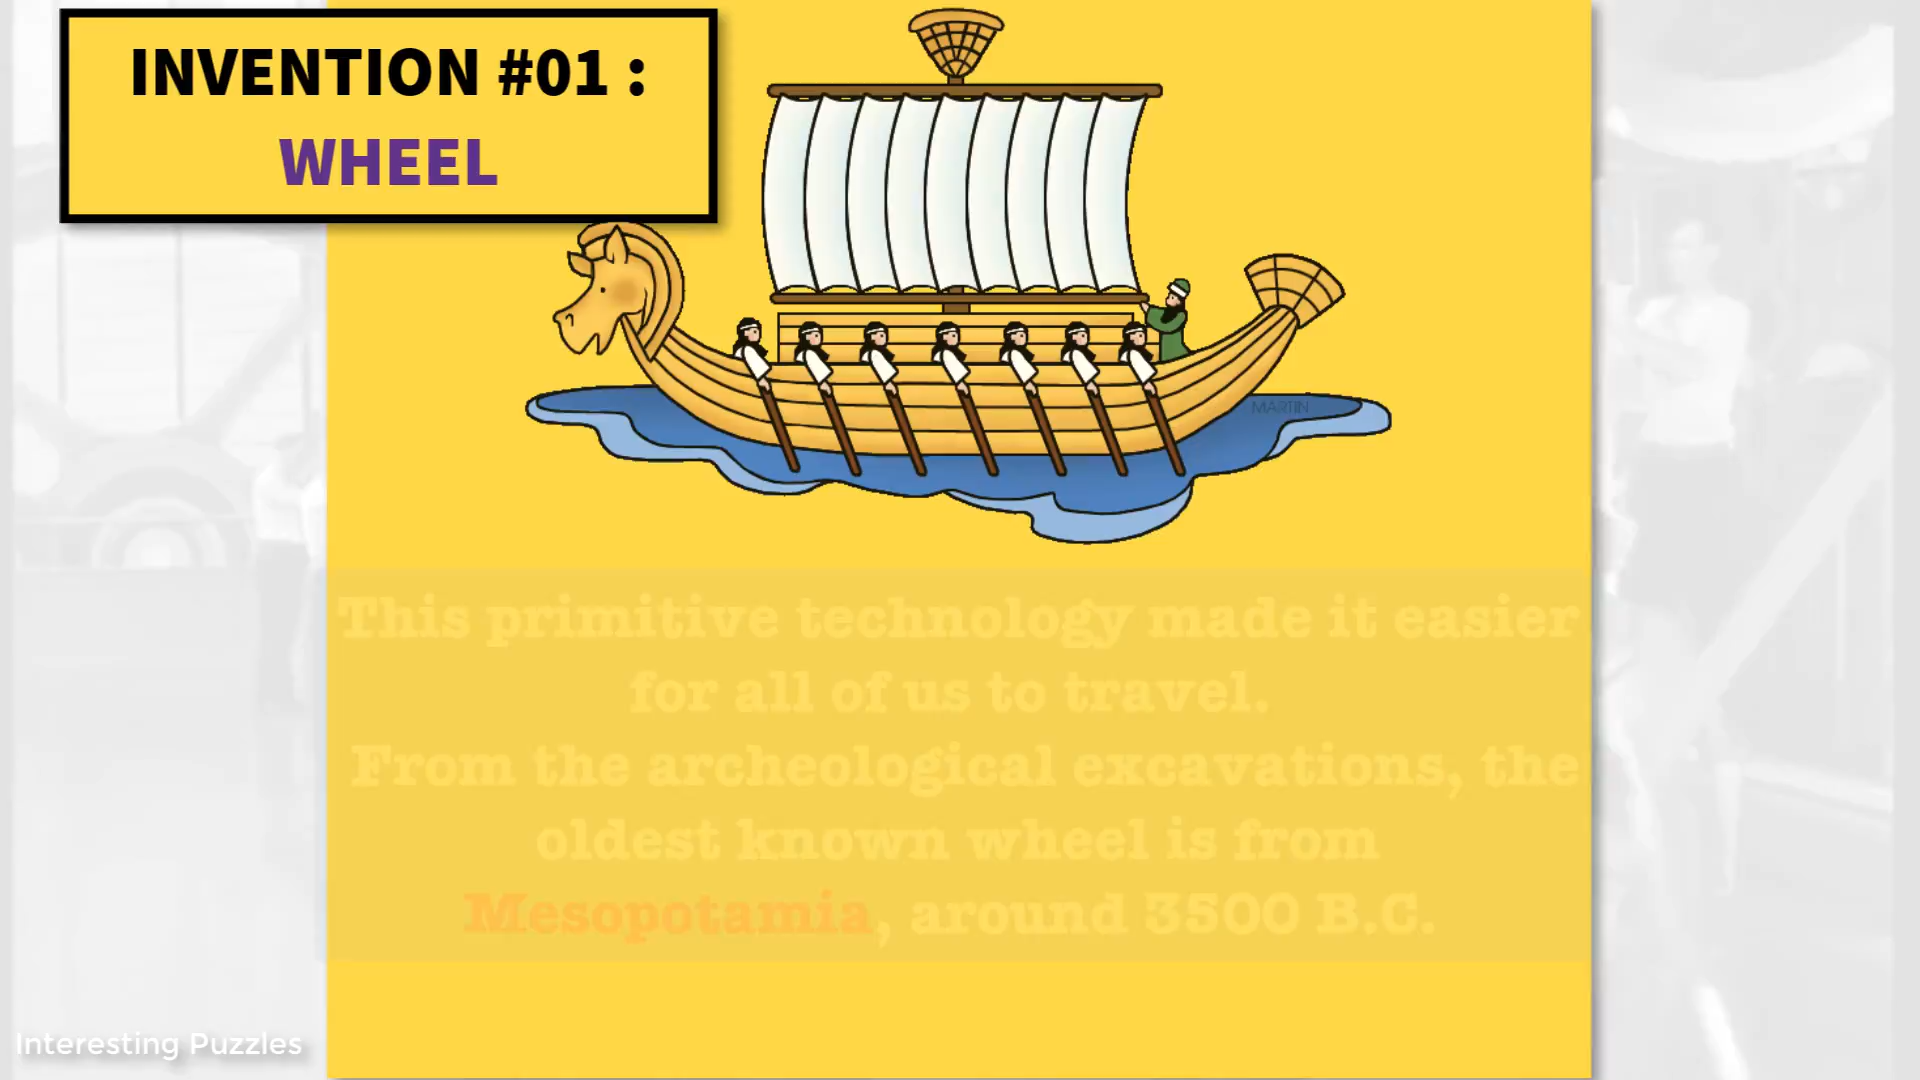 INVENTION #01 :
WHEEL
MARTIN
This primitive technology made it easier
for all of us to travel.
From the archeological excavations, the
oldest known wheel is from
Mesopotamia, around 3500 B.C.
Interesting Puzzles